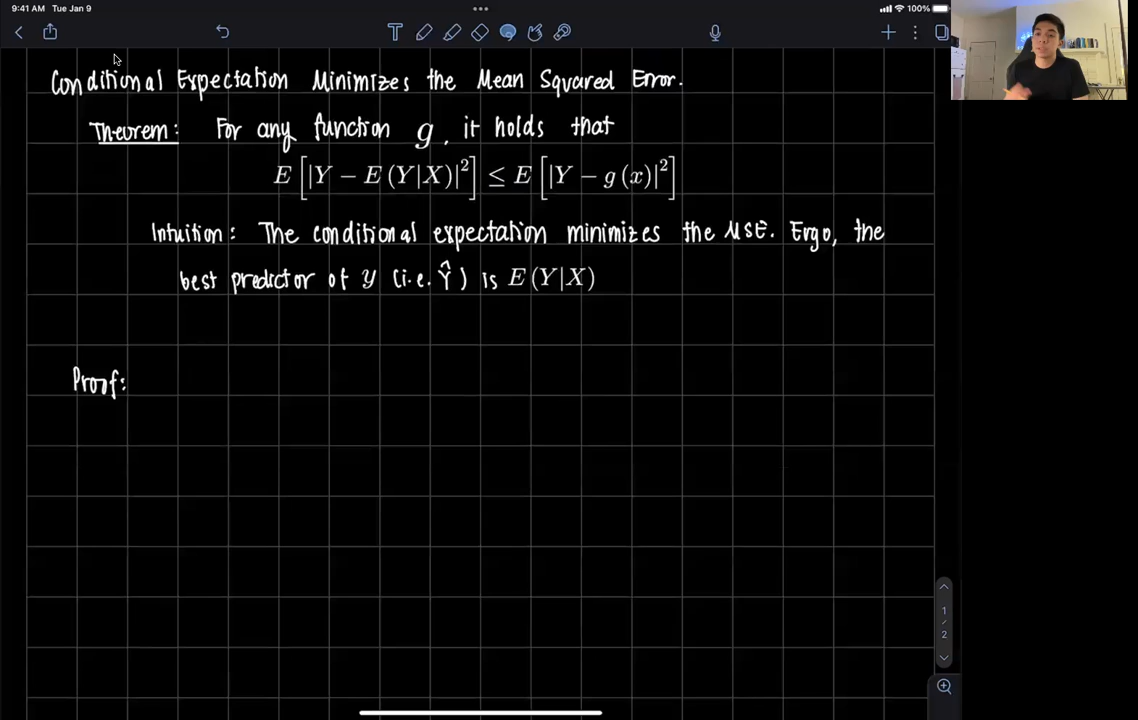 9:41 AM Tue Jan 9
100%
Conditional Expectation Minimizes the Mean Squared Error.
Theorem: For any function g, it holds that
E[|Y − E(Y|X)|²] ≤ E[|Y − g(x)|²]
Intuition: The conditional expectation minimizes the MSE. Ergo, the
best predictor of y (i.e. Ŷ) is E(Y|X)
Proof:
1
/
2